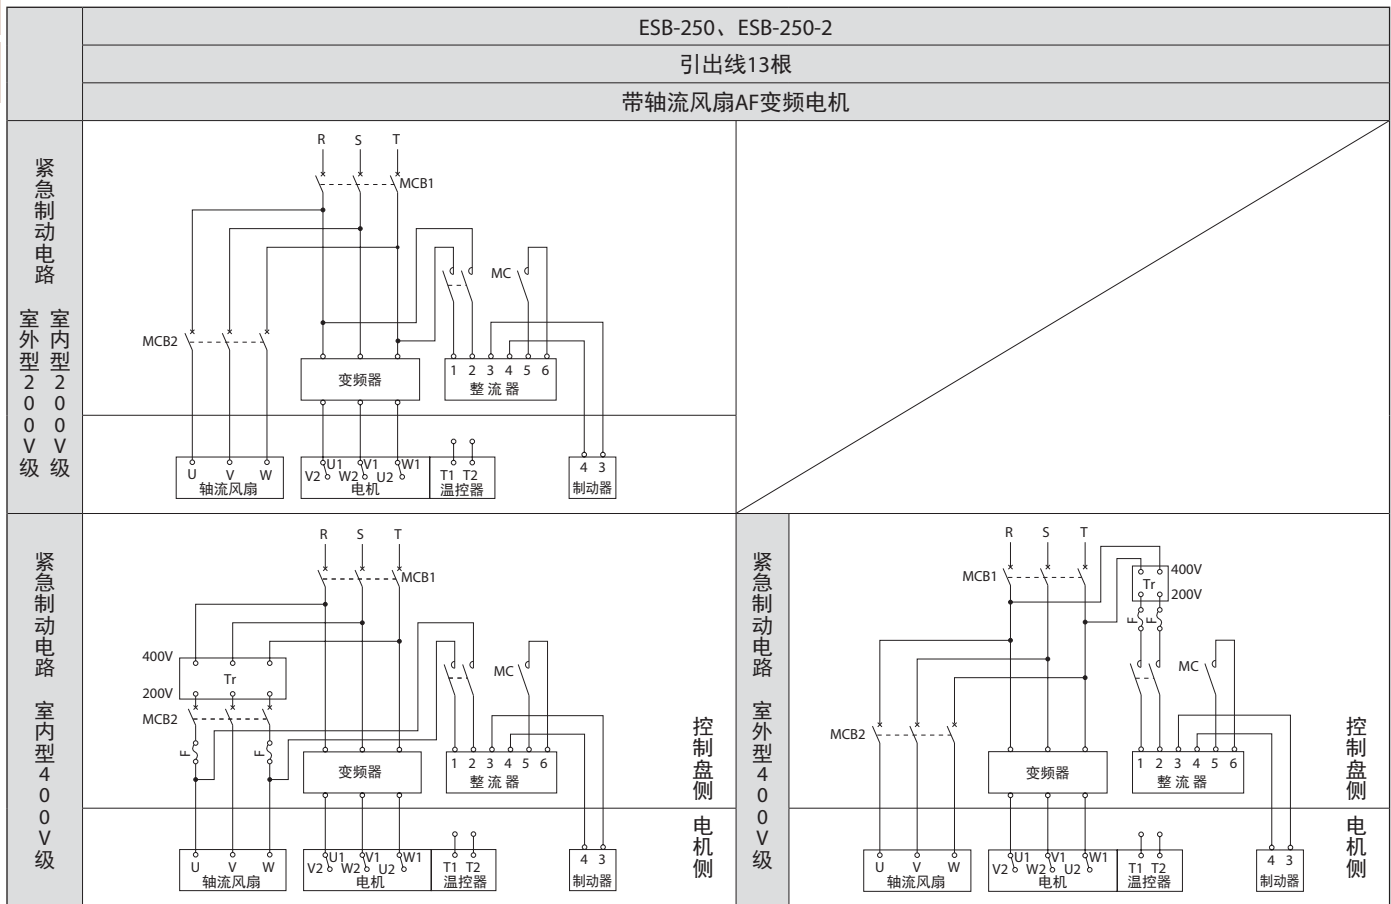 ESB-250、ESB-250-2
引出线13根
带轴流风扇AF变频电机
紧急制动电路
室内型200V级
室外型200V级
R S T
MCB1
MC
MCB2
变频器
1 2 3 4 5 6
整流器
U V W
轴流风扇
U1 V1 W1
V2 W2 U2
电机
T1 T2
温控器
4 3
制动器
紧急制动电路 室内型400V级
R S T
MCB1
400V
Tr
200V
MCB2
F F
MC
变频器
1 2 3 4 5 6
整流器
控制盘侧
电机侧
U V W
轴流风扇
U1 V1 W1
V2 W2 U2
电机
T1 T2
温控器
4 3
制动器
紧急制动电路 室外型400V级
R S T
MCB1
400V
Tr
200V
F F
MC
MCB2
变频器
1 2 3 4 5 6
整流器
控制盘侧
电机侧
U V W
轴流风扇
U1 V1 W1
V2 W2 U2
电机
T1 T2
温控器
4 3
制动器